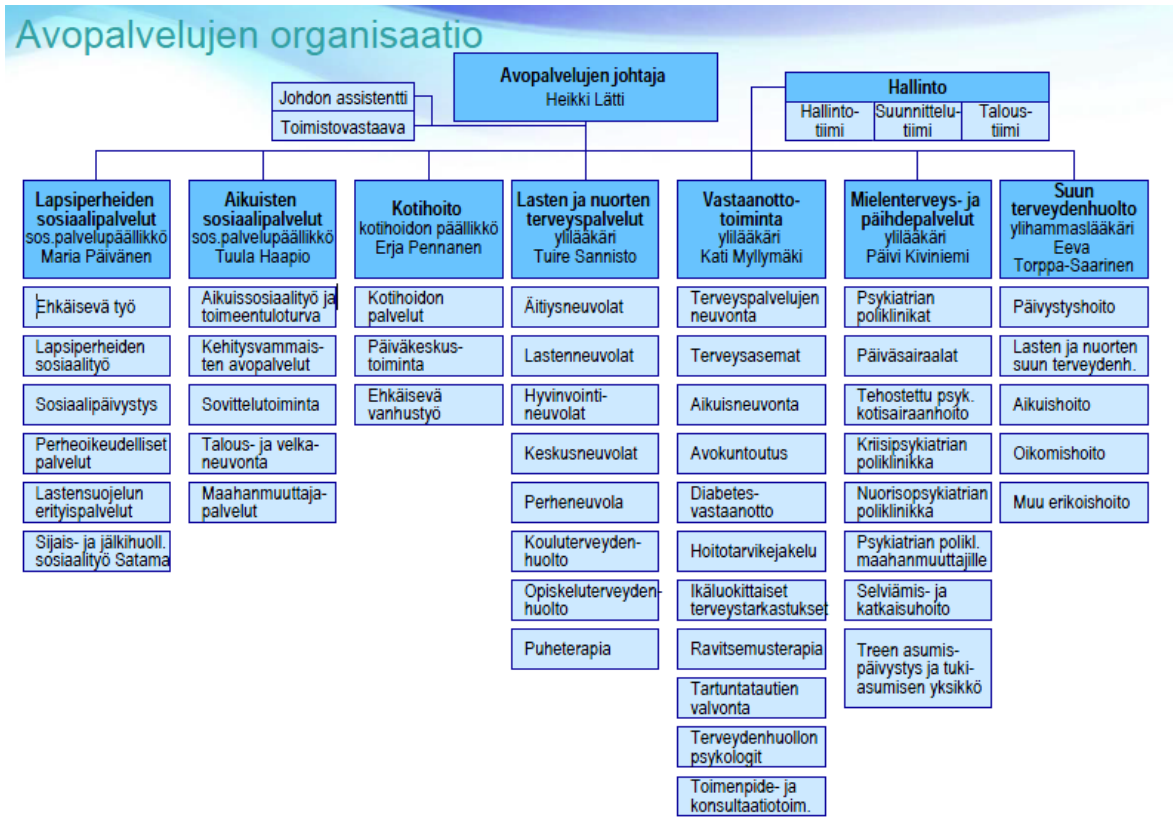 Avopalvelujen organisaatio
Avopalvelujen johtaja
Heikki Lätti
Johdon assistentti
Toimistovastaava
Hallinto
Hallinto-
tiimi
Suunnittelu-
tiimi
Talous-
tiimi
Lapsiperheiden
sosiaalipalvelut
sos.palvelupäällikkö
Maria Päivänen
Ehkäisevä työ
Lapsiperheiden
sosiaalityö
Sosiaalipäivystys
Perheoikeudelliset
palvelut
Lastensuojelun
erityispalvelut
Sijais- ja jälkihuoll.
sosiaalityö Satama
Aikuisten
sosiaalipalvelut
sos.palvelupäällikkö
Tuula Haapio
Aikuissosiaalityö ja
toimeentuloturva
Kehitysvammais-
ten avopalvelut
Sovittelutoiminta
Talous- ja velka-
neuvonta
Maahanmuuttaja-
palvelut
Kotihoito
kotihoidon päällikkö
Erja Pennanen
Kotihoidon
palvelut
Päiväkeskus-
toiminta
Ehkäisevä
vanhustyö
Lasten ja nuorten
terveyspalvelut
ylilääkäri
Tuire Sannisto
Äitiysneuvolat
Lastenneuvolat
Hyvinvointi-
neuvolat
Keskusneuvolat
Perheneuvola
Kouluterveyden-
huolto
Opiskeluterveyden-
huolto
Puheterapia
Vastaanotto-
toiminta
ylilääkäri
Kati Myllymäki
Terveyspalvelujen
neuvonta
Terveysasemat
Aikuisneuvonta
Avokuntoutus
Diabetes-
vastaanotto
Hoitotarvikejakelu
Ikäluokittaiset
terveystarkastukset
Ravitsemusterapia
Tartuntatautien
valvonta
Terveydenhuollon
psykologit
Toimenpide- ja
konsultaatiotoim.
Mielenterveys- ja
päihdepalvelut
ylilääkäri
Päivi Kiviniemi
Psykiatrian
poliklinikat
Päiväsairaalat
Tehostettu psyk.
kotisairaanhoito
Kriisipsykiatrian
poliklinikka
Nuorisopsykiatrian
poliklinikka
Psykiatrian polikl.
maahanmuuttajille
Selviämis- ja
katkaisuhoito
Treen asumis-
päivystys ja tuki-
asumisen yksikkö
Suun
terveydenhuolto
ylihammaslääkäri
Eeva
Torppa-Saarinen
Päivystyshoito
Lasten ja nuorten
suun terveydenh.
Aikuishoito
Oikomishoito
Muu erikoishoito